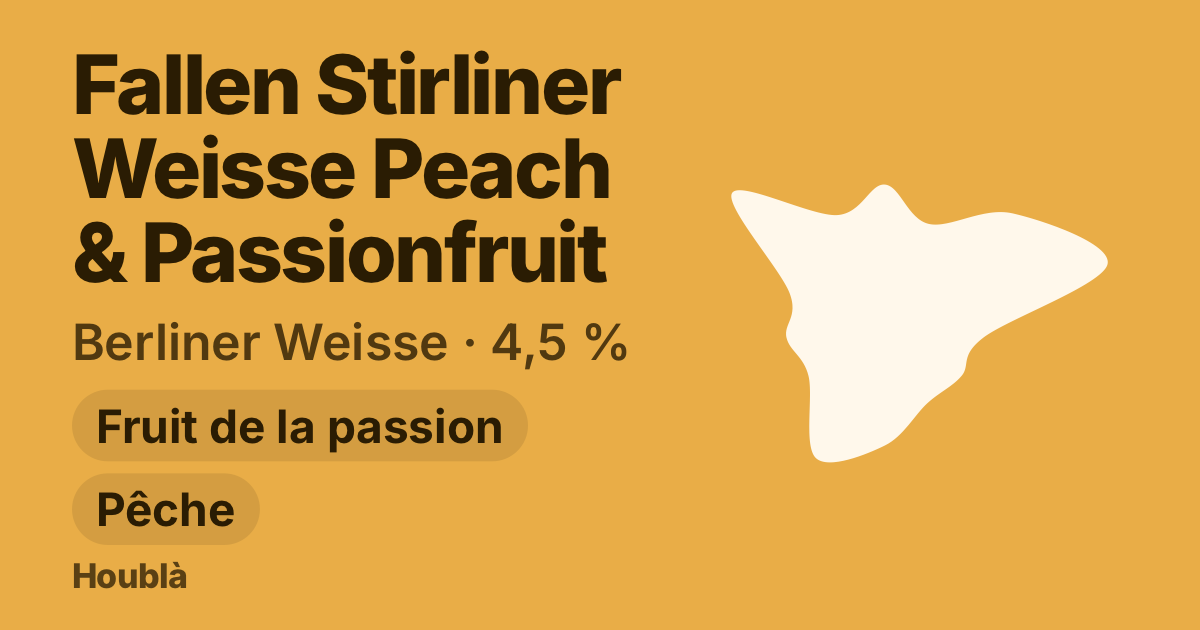 Fallen Stirliner
Weisse Peach
& Passionfruit
Berliner Weisse · 4,5 %
Fruit de la passion
Pêche
Houblà